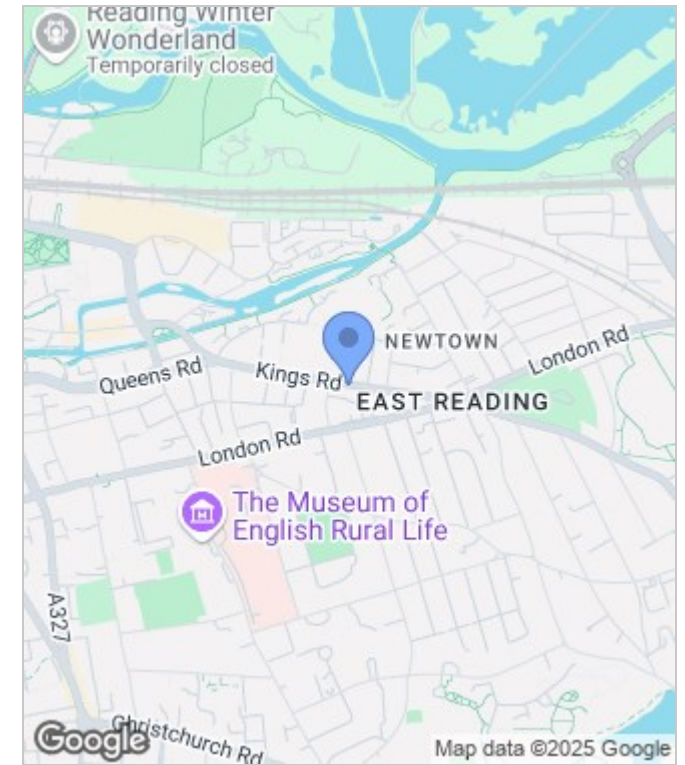 Reading Winter
Wonderland
Temporarily closed
NEWTOWN
London Rd
Queens Rd
Kings Rd
EAST READING
London Rd
The Museum of
English Rural Life
A327
Christchurch Rd
Google
Map data ©2025 Google